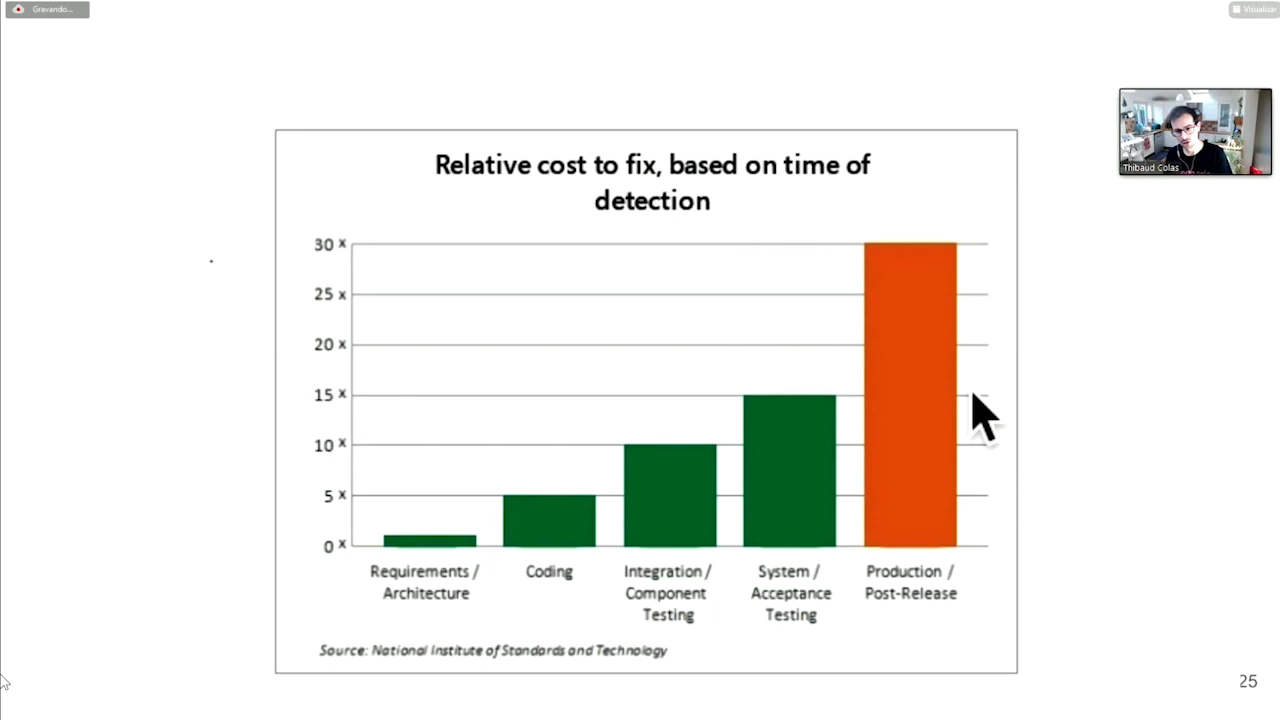 Gravando...
Visualizar
Thibaud Colas
Relative cost to fix, based on time of
detection
30 x
25 x
20 x
15 x
10 x
5 x
0 x
Requirements /
Architecture
Coding
Integration /
Component
Testing
System /
Acceptance
Testing
Production /
Post-Release
Source: National Institute of Standards and Technology
25